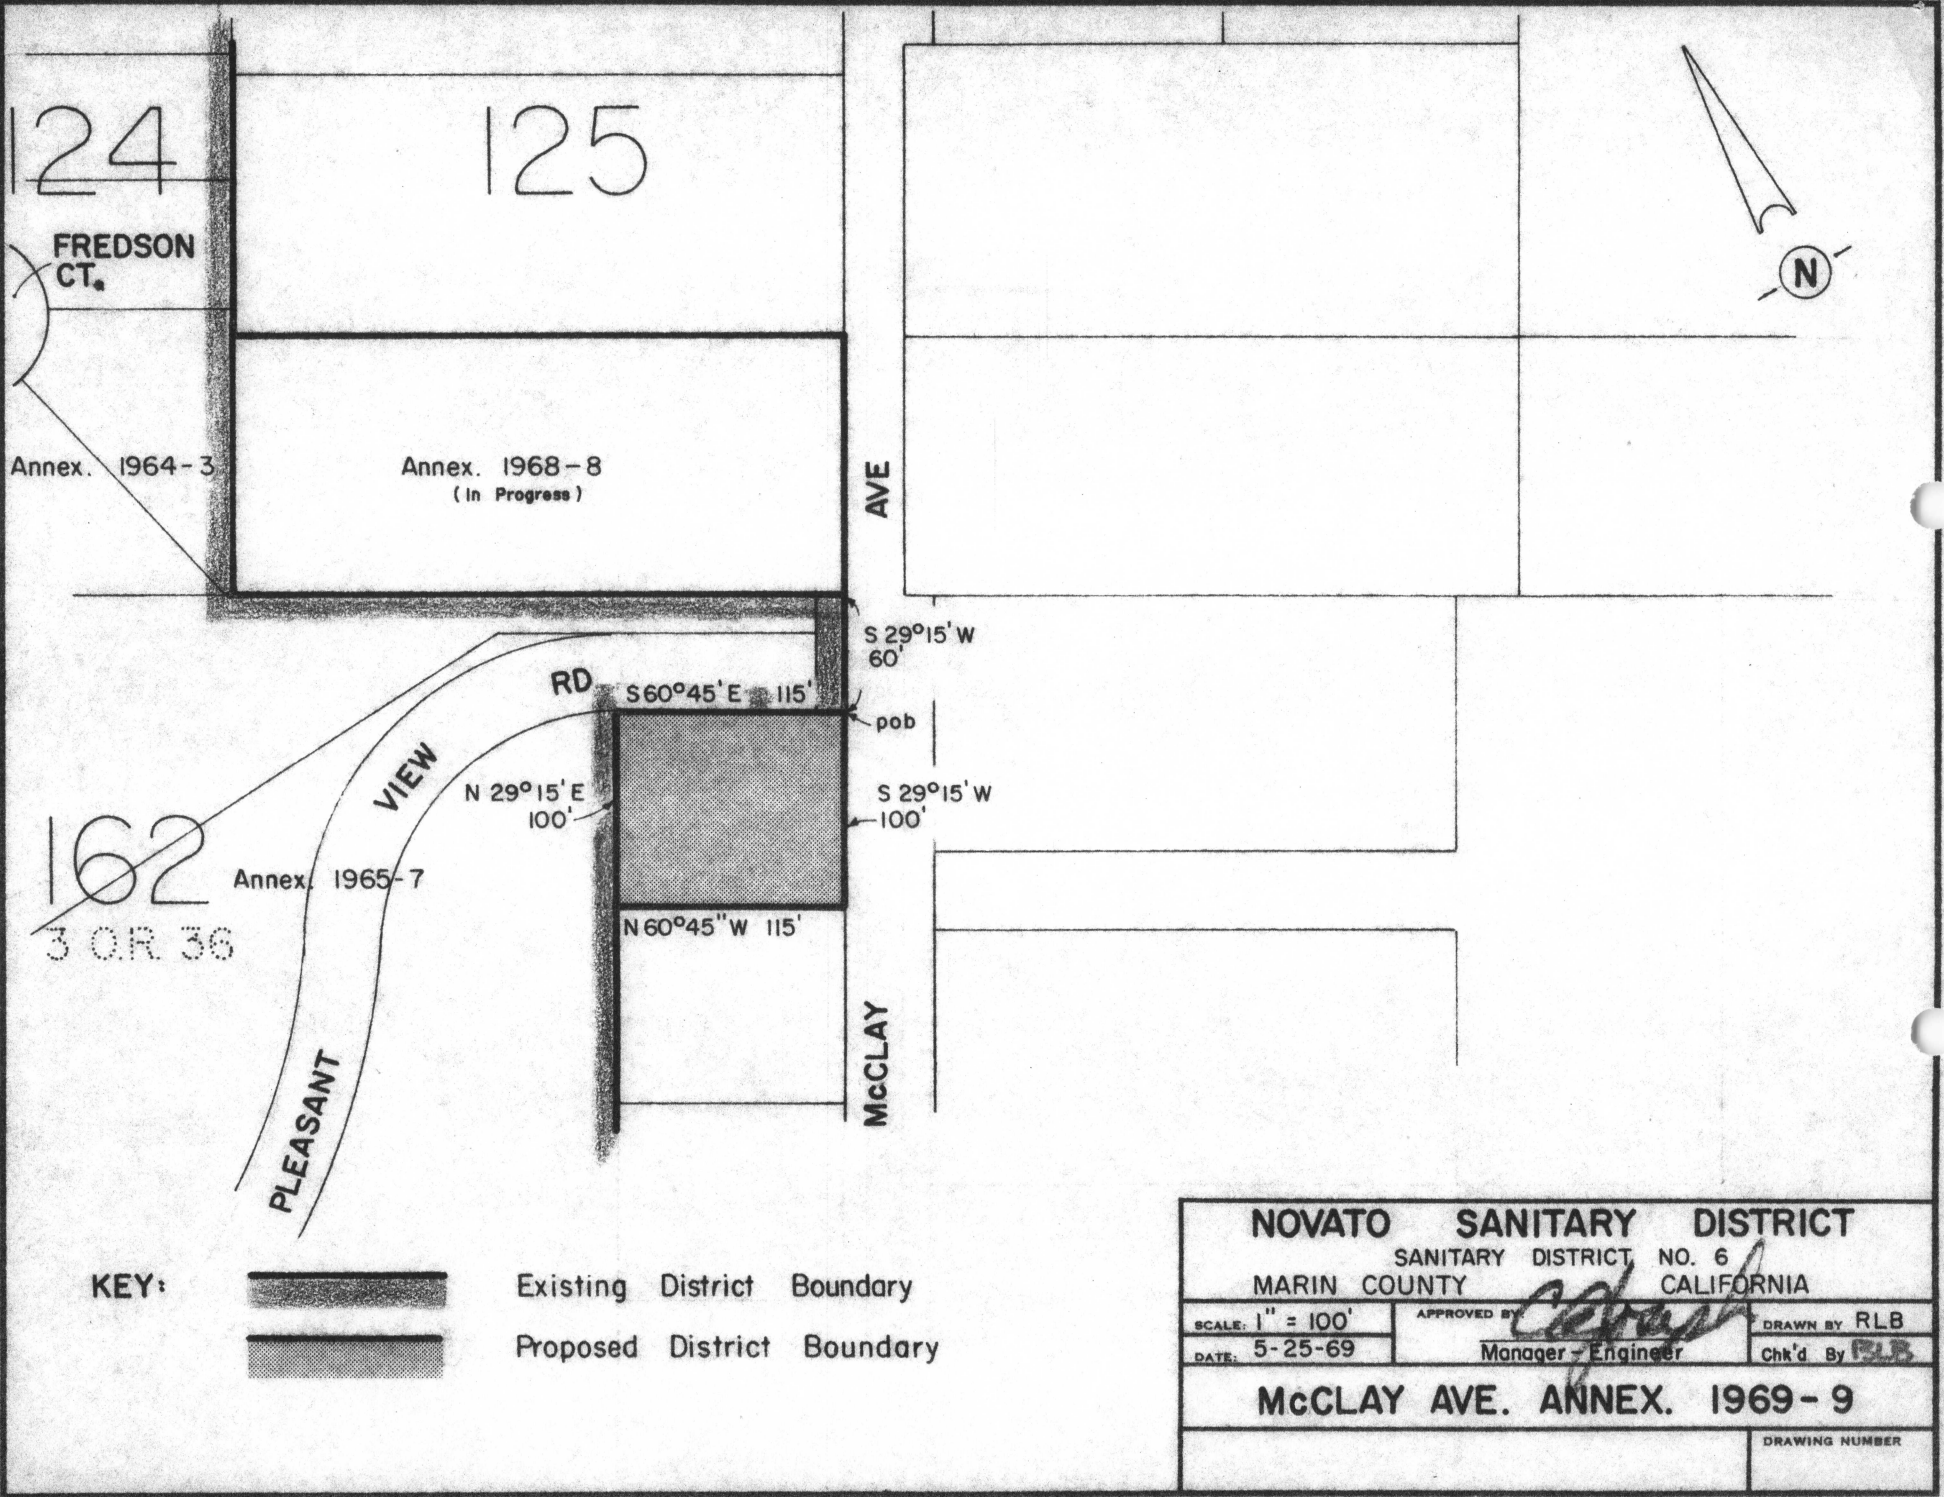 124
125
FREDSON
CT.
N
Annex. 1964-3
Annex. 1968-8
(In Progress)
AVE
S 29°15' W
60'
RD
S 60°45' E 115'
pob
VIEW
N 29°15' E
100'
S 29°15' W
100'
162
Annex. 1965-7
3 O.R. 36
N 60°45" W 115'
McCLAY
PLEASANT
KEY:
Existing District Boundary
Proposed District Boundary
NOVATO SANITARY DISTRICT
SANITARY DISTRICT NO. 6
MARIN COUNTY CALIFORNIA
SCALE: 1" = 100'
APPROVED BY
DRAWN BY RLB
DATE: 5-25-69
Manager - Engineer
Chk'd By BLB
McCLAY AVE. ANNEX. 1969-9
DRAWING NUMBER